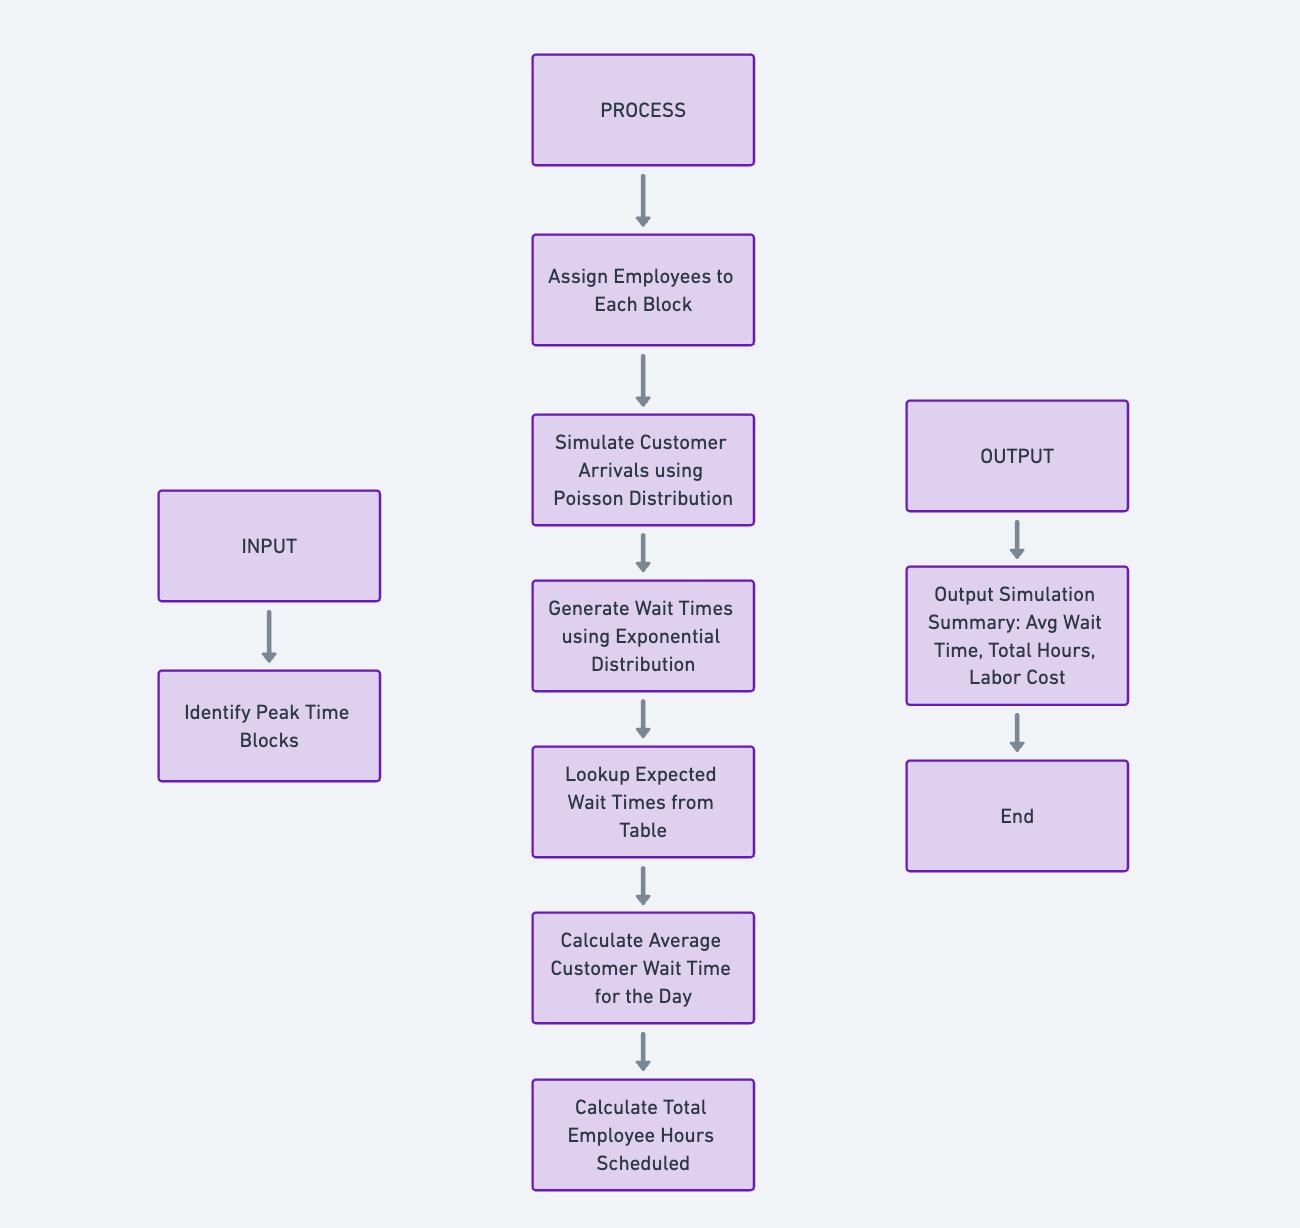 INPUT
Identify Peak Time
Blocks
PROCESS
Assign Employees to
Each Block
Simulate Customer
Arrivals using
Poisson Distribution
Generate Wait Times
using Exponential
Distribution
Lookup Expected
Wait Times from
Table
Calculate Average
Customer Wait Time
for the Day
Calculate Total
Employee Hours
Scheduled
OUTPUT
Output Simulation
Summary: Avg Wait
Time, Total Hours,
Labor Cost
End